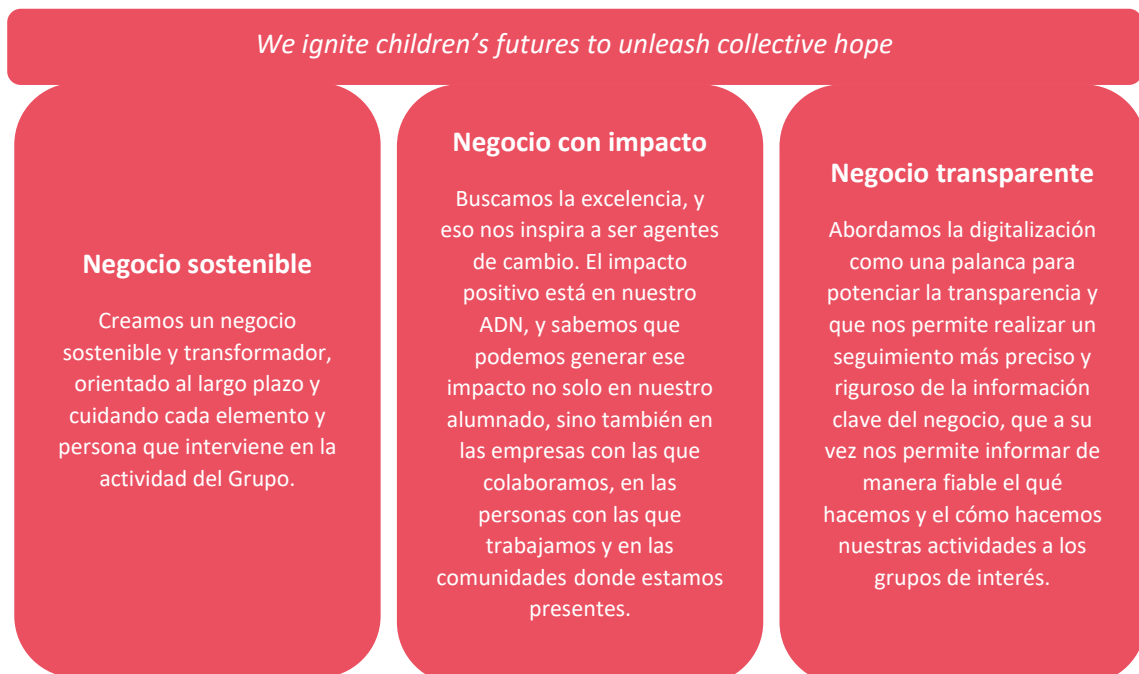 We ignite children’s futures to unleash collective hope
Negocio sostenible
Creamos un negocio
sostenible y transformador,
orientado al largo plazo y
cuidando cada elemento y
persona que interviene en la
actividad del Grupo.
Negocio con impacto
Buscamos la excelencia, y
eso nos inspira a ser agentes
de cambio. El impacto
positivo está en nuestro
ADN, y sabemos que
podemos generar ese
impacto no solo en nuestro
alumnado, sino también en
las empresas con las que
colaboramos, en las
personas con las que
trabajamos y en las
comunidades donde estamos
presentes.
Negocio transparente
Abordamos la digitalización
como una palanca para
potenciar la transparencia y
que nos permite realizar un
seguimiento más preciso y
riguroso de la información
clave del negocio, que a su
vez nos permite informar de
manera fiable el qué
hacemos y el cómo hacemos
nuestras actividades a los
grupos de interés.